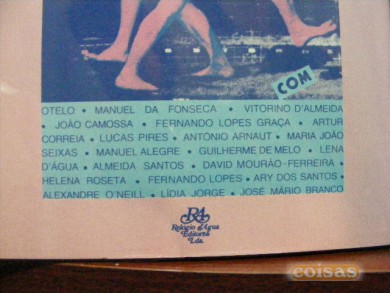 COM
OTELO • MANUEL DA FONSECA • VITORINO D'ALMEIDA
• JOÃO CAMOSSA • FERNANDO LOPES GRAÇA • ARTUR
CORREIA • LUCAS PIRES • ANTÓNIO ARNAUT • MARIA JOÃO
SEIXAS • MANUEL ALEGRE • GUILHERME DE MELO • LENA
D'ÁGUA • ALMEIDA SANTOS • DAVID MOURÃO-FERREIRA •
HELENA ROSETA • FERNANDO LOPES • ARY DOS SANTOS •
ALEXANDRE O'NEILL • LÍDIA JORGE • JOSÉ MÁRIO BRANCO
RA
Relógio d'Água
Editores
Lda.
coisas